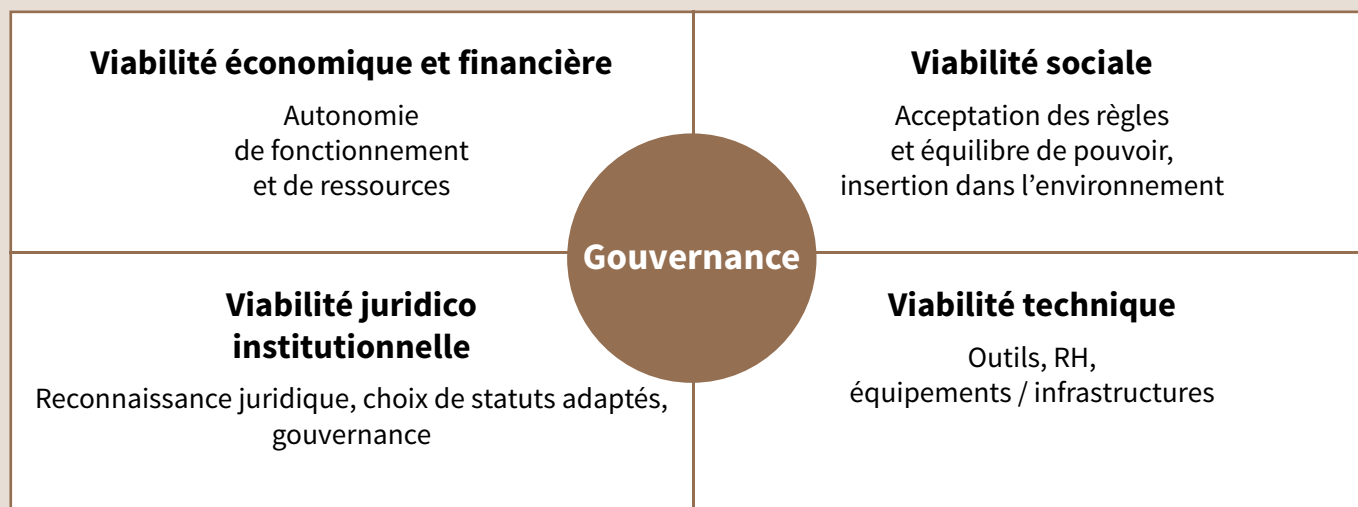 Viabilité économique et financière
Autonomie
de fonctionnement
et de ressources
Viabilité sociale
Acceptation des règles
et équilibre de pouvoir,
insertion dans l’environnement
Gouvernance
Viabilité juridico
institutionnelle
Reconnaissance juridique, choix de statuts adaptés,
gouvernance
Viabilité technique
Outils, RH,
équipements / infrastructures